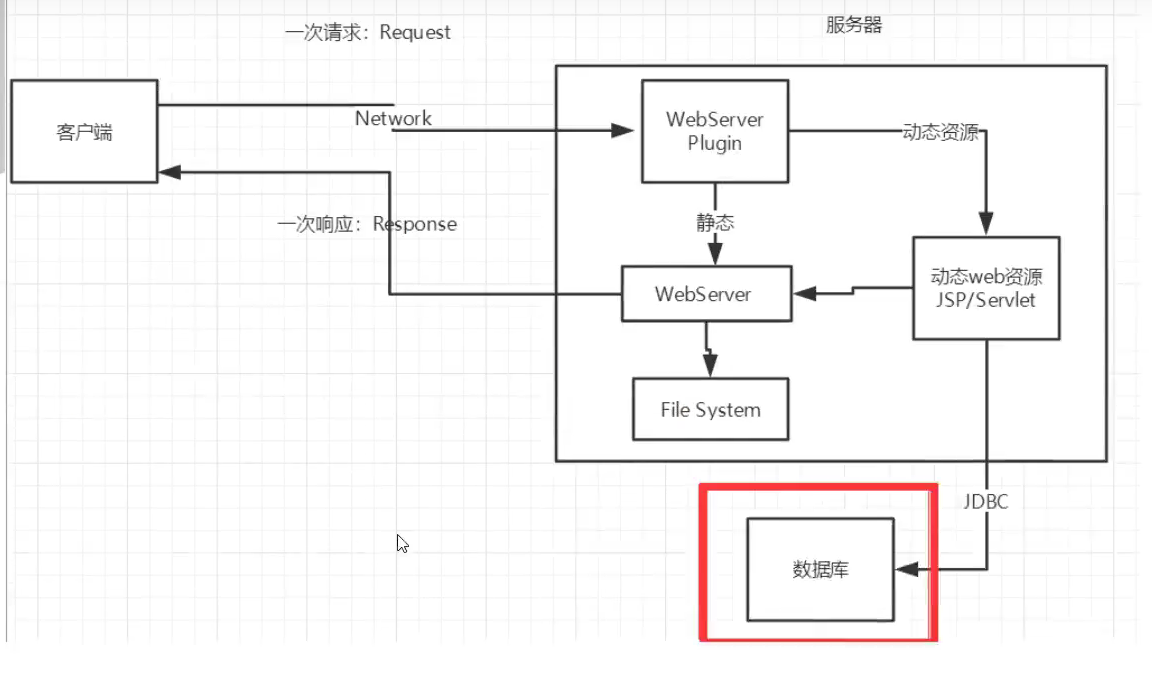 一次请求：Request
服务器
客户端
Network
WebServer
Plugin
动态资源
一次响应：Response
静态
WebServer
动态web资源
JSP/Servlet
File System
JDBC
数据库